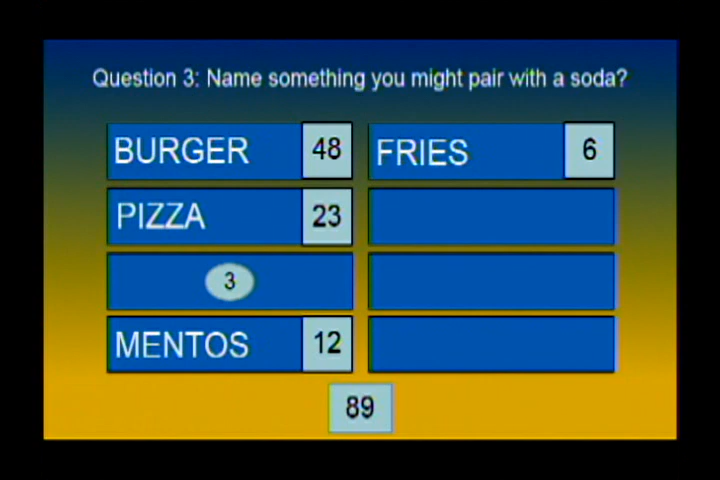 Question 3: Name something you might pair with a soda?
BURGER 48
FRIES 6
PIZZA 23
3
MENTOS 12
89